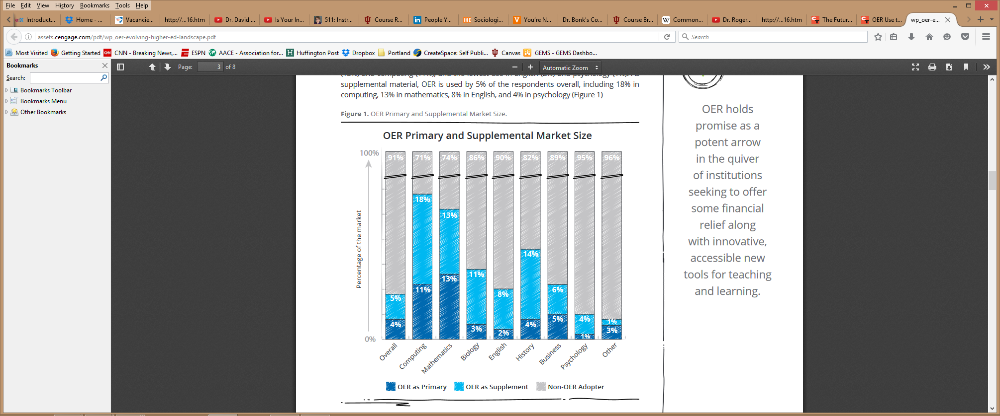 File Edit View History Bookmarks Tools Help
edX Introduct... Home - ... Vacancie... http://...16.htm Dr. David ... Is Your In... 511: Instr... Course R... in People Y... IHE Sociologi... V You're N... Dr. Bonk's Co... Course Br... W Common... Dr. Roger... http://...16.htm The Futur... OER Use t... wp_oer-e...
assets.cengage.com/pdf/wp_oer-evolving-higher-ed-landscape.pdf Search
Most Visited Getting Started CNN CNN - Breaking News,... ESPN AACE - Association for... H Huffington Post Dropbox Portland CreateSpace: Self Publi... Canvas GEMS - GEMS Dashbo...
Bookmarks
Search:
Bookmarks Toolbar
Bookmarks Menu
Other Bookmarks
Page: 3 of 8 Automatic Zoom
supplemental material, OER is used by 5% of the respondents overall, including 18% in
computing, 13% in mathematics, 8% in English, and 4% in psychology (Figure 1)
Figure 1. OER Primary and Supplemental Market Size.
OER Primary and Supplemental Market Size
100%
91% 71% 74% 86% 90% 82% 89% 95% 96%
18%
13%
14%
11%
13%
11%
5% 8% 6%
4% 3% 2% 4% 5% 4% 1%
1% 3%
0%
Percentage of the market
Overall Computing Mathematics Biology English History Business Psychology Other
OER as Primary OER as Supplement Non-OER Adopter
OER holds
promise as a
potent arrow
in the quiver
of institutions
seeking to offer
some financial
relief along
with innovative,
accessible new
tools for teaching
and learning.